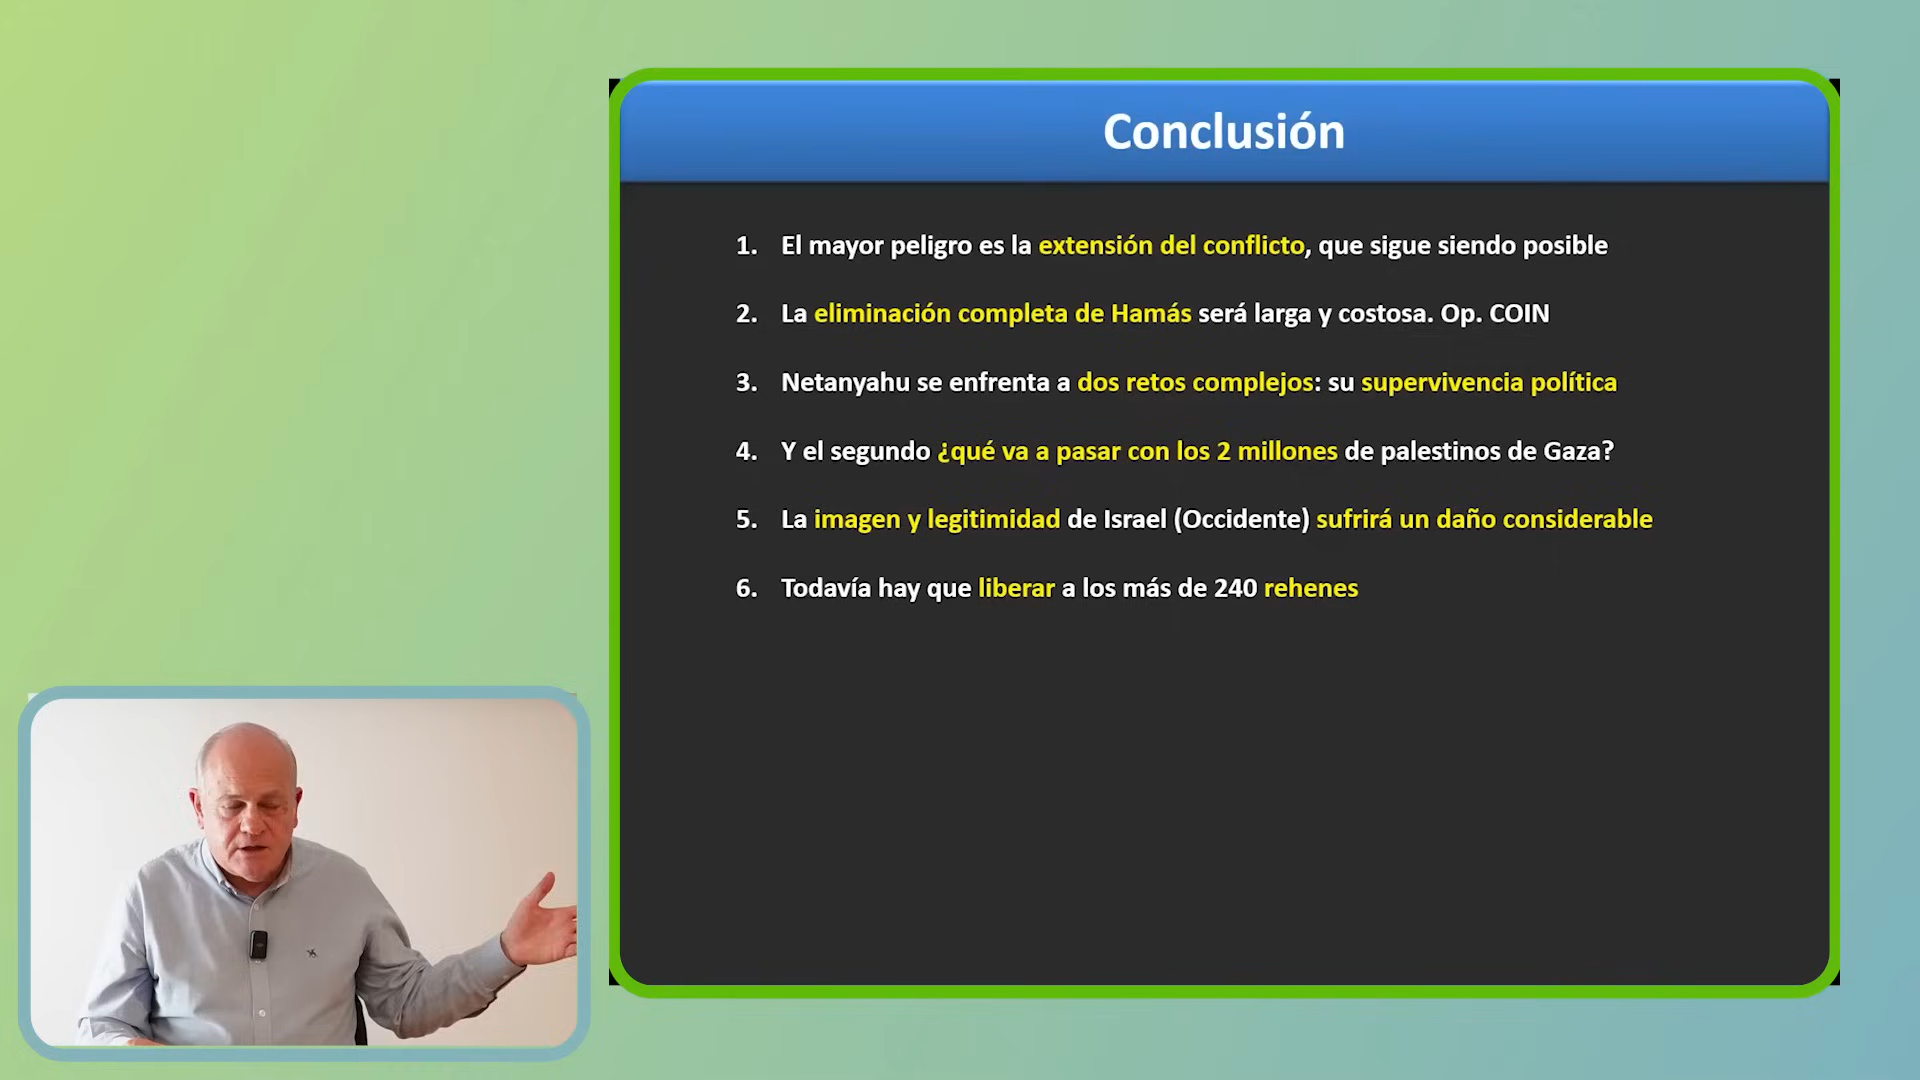 Conclusión
1. El mayor peligro es la extensión del conflicto, que sigue siendo posible
2. La eliminación completa de Hamás será larga y costosa. Op. COIN
3. Netanyahu se enfrenta a dos retos complejos: su supervivencia política
4. Y el segundo ¿qué va a pasar con los 2 millones de palestinos de Gaza?
5. La imagen y legitimidad de Israel (Occidente) sufrirá un daño considerable
6. Todavía hay que liberar a los más de 240 rehenes